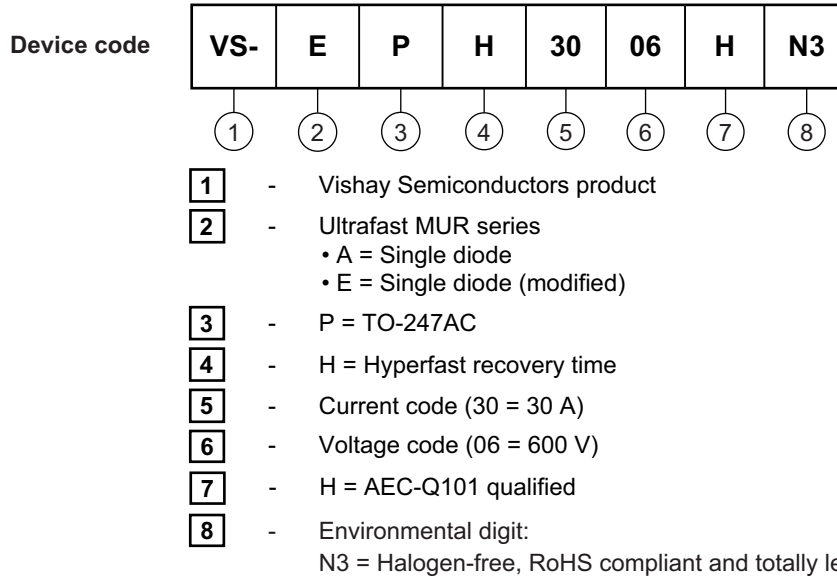 Device code VS- E P H 30 06 H N3
1 2 3 4 5 6 7 8
1 - Vishay Semiconductors product
2 - Ultrafast MUR series
• A = Single diode
• E = Single diode (modified)
3 - P = TO-247AC
4 - H = Hyperfast recovery time
5 - Current code (30 = 30 A)
6 - Voltage code (06 = 600 V)
7 - H = AEC-Q101 qualified
8 - Environmental digit:
N3 = Halogen-free, RoHS compliant and totally